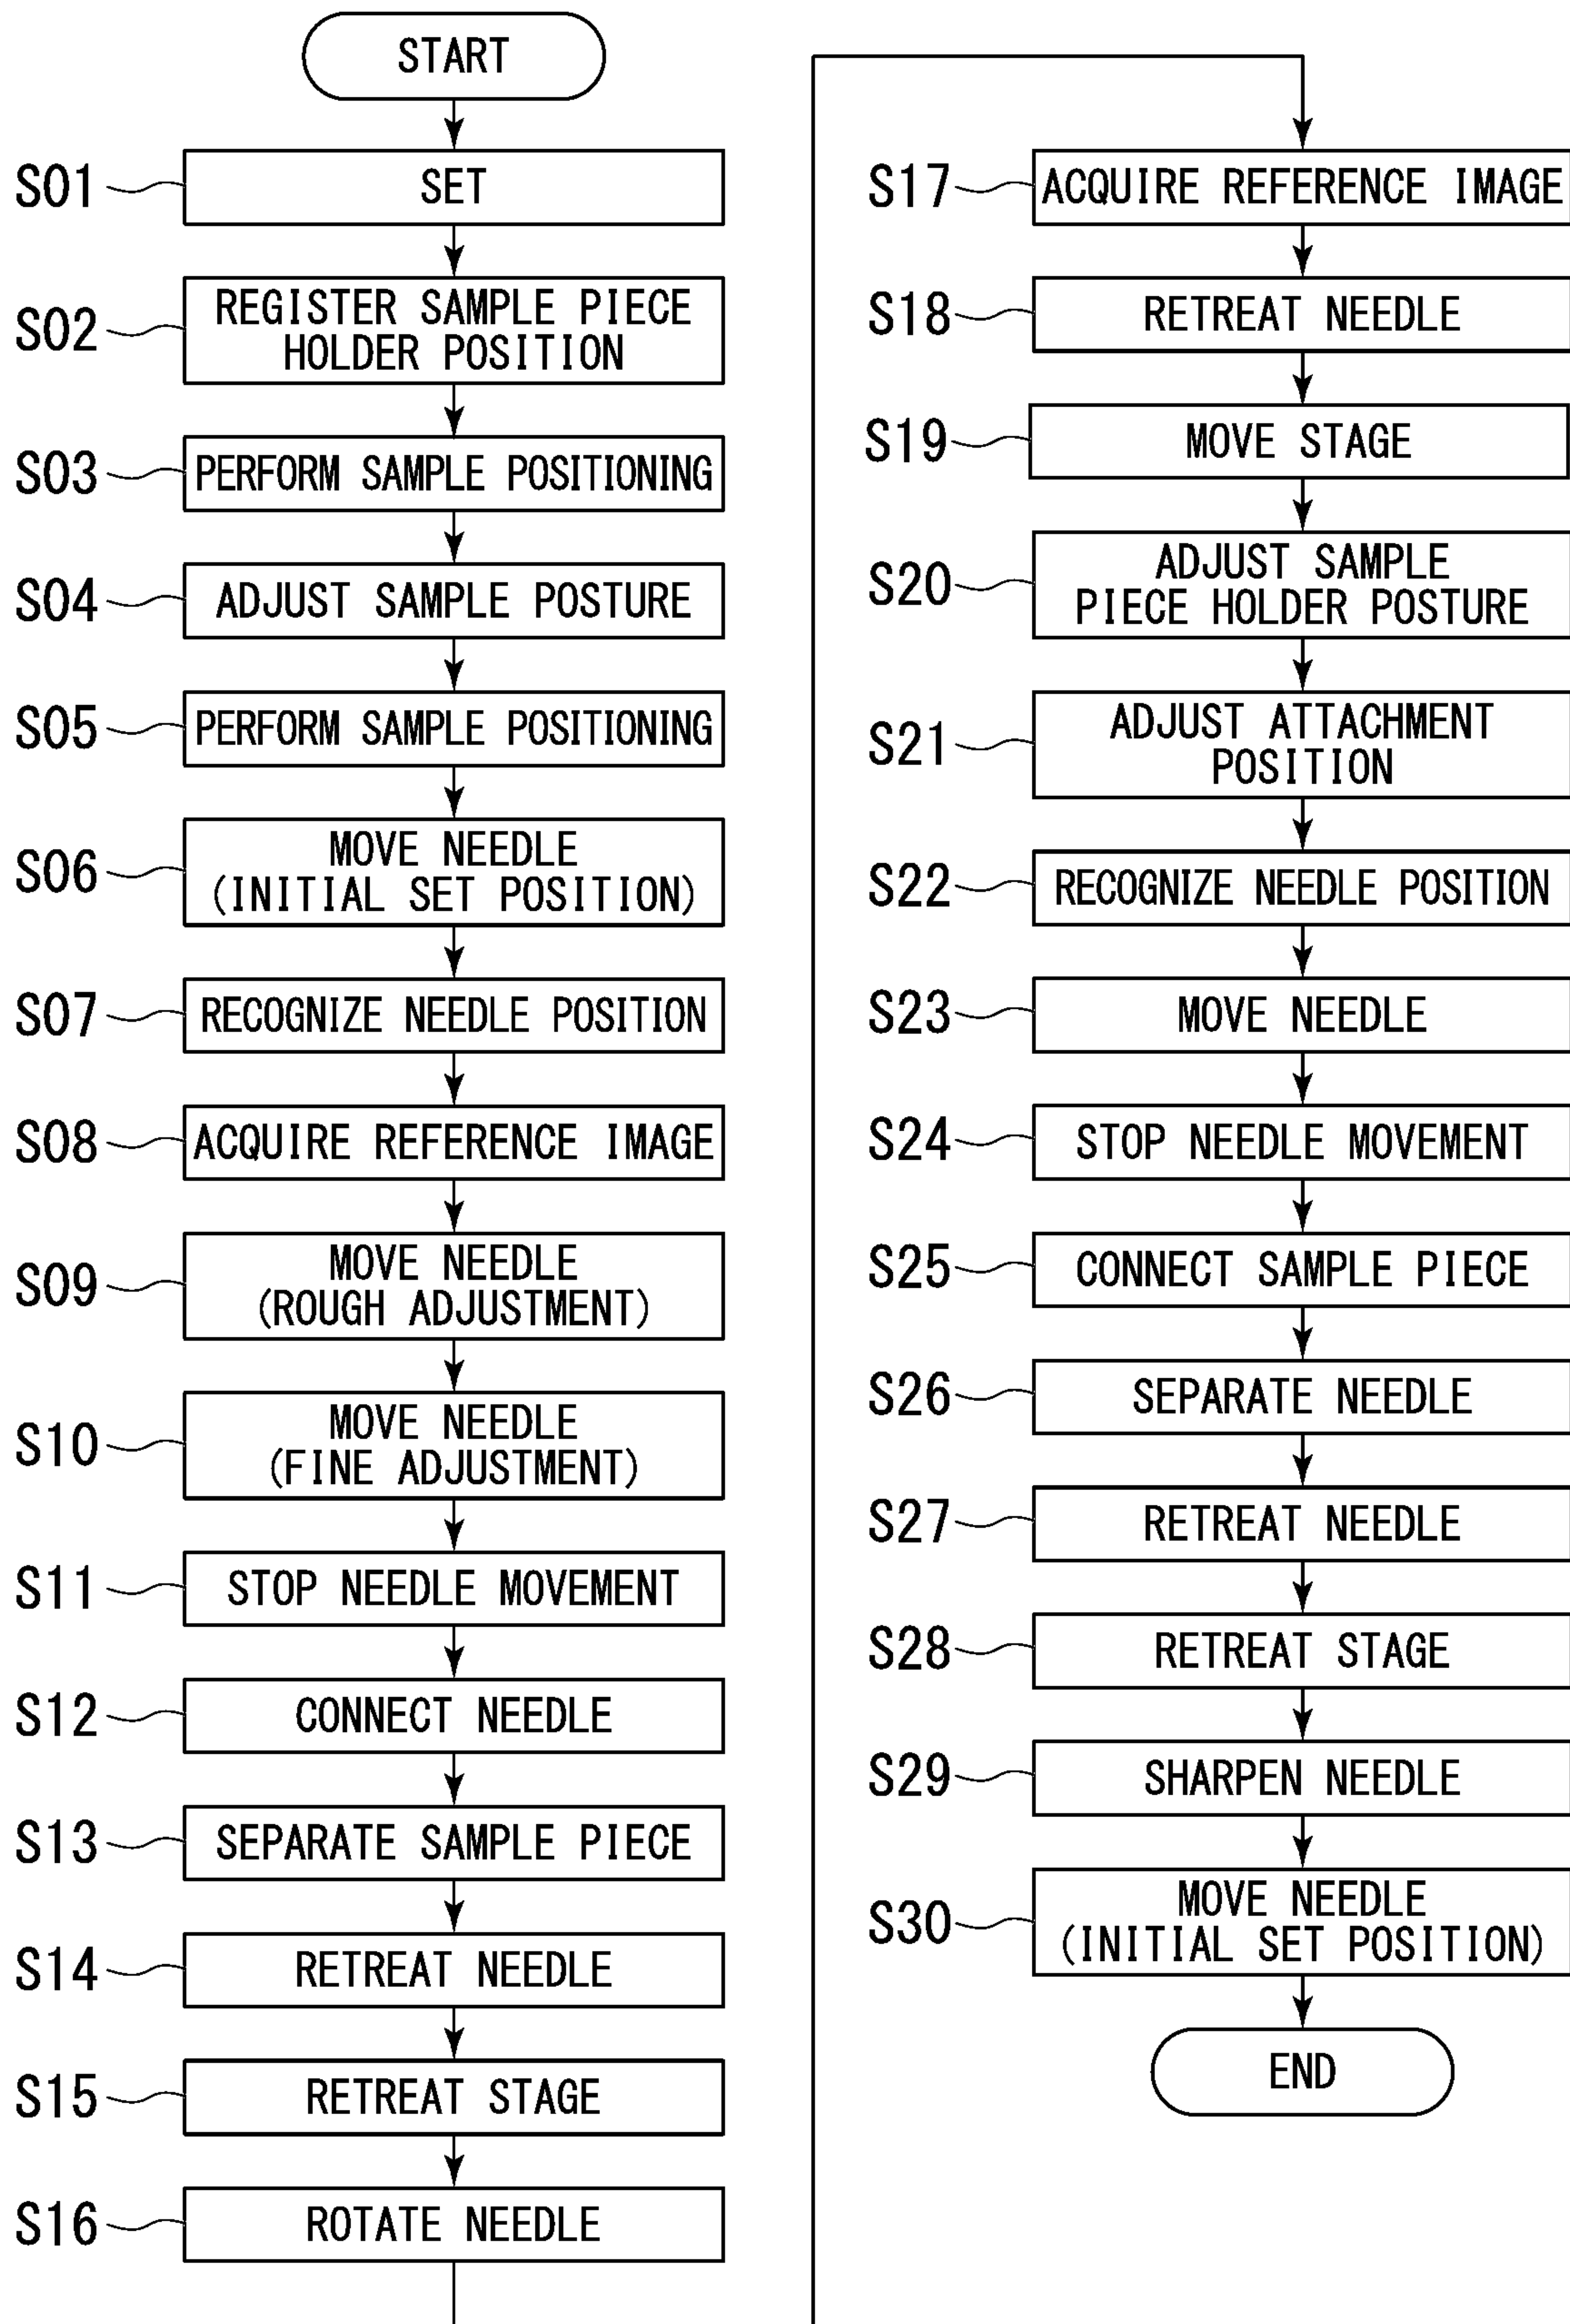 START
S01
SET
S02
REGISTER SAMPLE PIECE
HOLDER POSITION
S03
PERFORM SAMPLE POSITIONING
S04
ADJUST SAMPLE POSTURE
S05
PERFORM SAMPLE POSITIONING
S06
MOVE NEEDLE
(INITIAL SET POSITION)
S07
RECOGNIZE NEEDLE POSITION
S08
ACQUIRE REFERENCE IMAGE
S09
MOVE NEEDLE
(ROUGH ADJUSTMENT)
S10
MOVE NEEDLE
(FINE ADJUSTMENT)
S11
STOP NEEDLE MOVEMENT
S12
CONNECT NEEDLE
S13
SEPARATE SAMPLE PIECE
S14
RETREAT NEEDLE
S15
RETREAT STAGE
S16
ROTATE NEEDLE
S17
ACQUIRE REFERENCE IMAGE
S18
RETREAT NEEDLE
S19
MOVE STAGE
S20
ADJUST SAMPLE
PIECE HOLDER POSTURE
S21
ADJUST ATTACHMENT
POSITION
S22
RECOGNIZE NEEDLE POSITION
S23
MOVE NEEDLE
S24
STOP NEEDLE MOVEMENT
S25
CONNECT SAMPLE PIECE
S26
SEPARATE NEEDLE
S27
RETREAT NEEDLE
S28
RETREAT STAGE
S29
SHARPEN NEEDLE
S30
MOVE NEEDLE
(INITIAL SET POSITION)
END